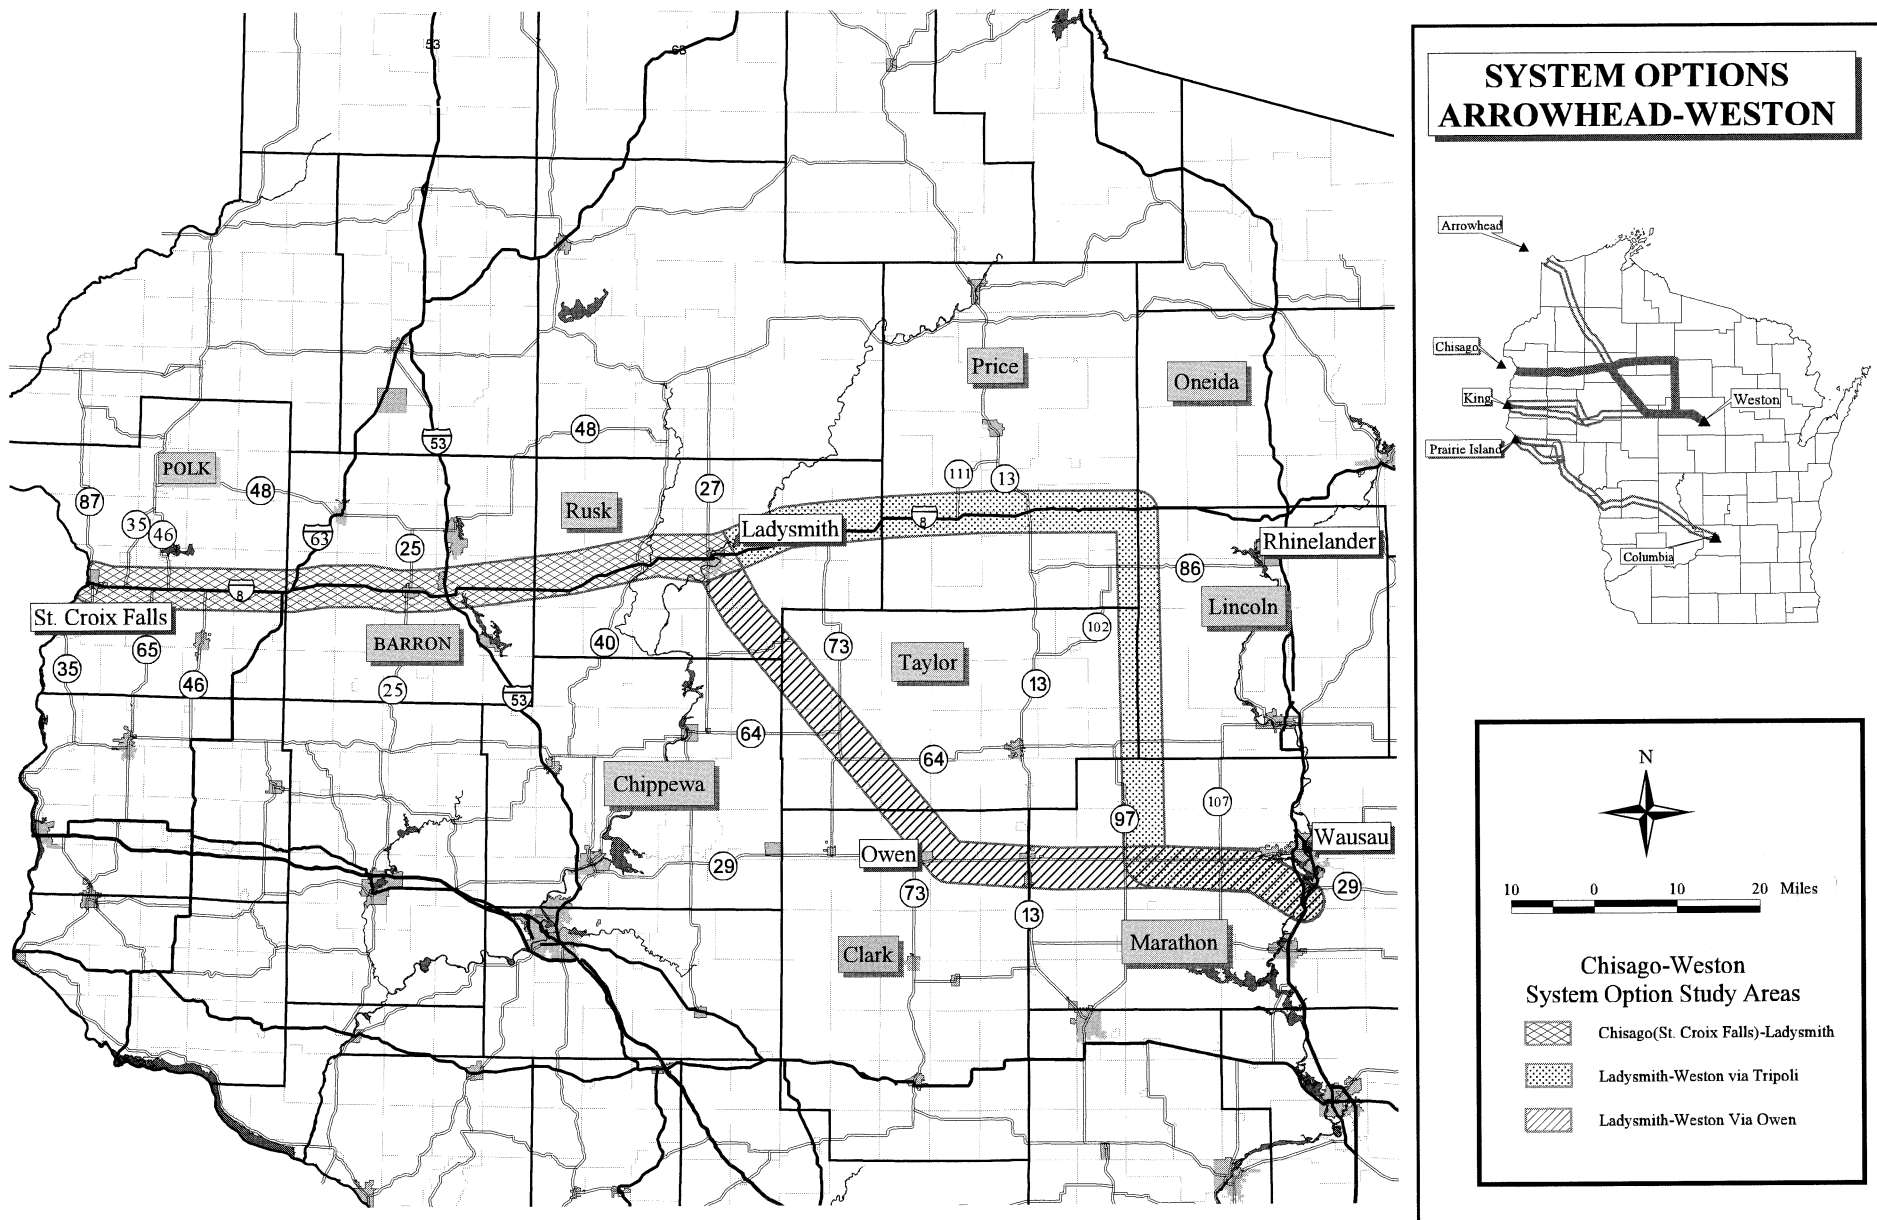 SYSTEM OPTIONS
ARROWHEAD-WESTON
53
63
Price
Oneida
48
53
POLK
48
87
35
46
63
25
Rusk
27
111
13
Ladysmith
8
Rhinelander
86
Lincoln
8
St. Croix Falls
BARRON
40
73
Taylor
102
35
65
46
25
53
13
64
64
Chippewa
97
107
Wausau
Owen
29
73
13
29
Marathon
Clark
Arrowhead
Chisago
King
Weston
Prairie Island
Columbia
N
10 0 10 20 Miles
Chisago-Weston
System Option Study Areas
Chisago(St. Croix Falls)-Ladysmith
Ladysmith-Weston via Tripoli
Ladysmith-Weston Via Owen